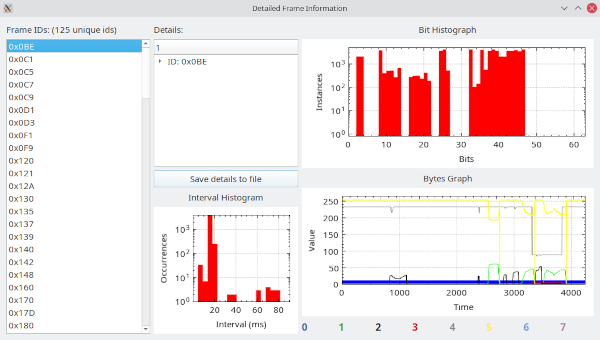 Detailed Frame Information
Frame IDs: (125 unique ids)
0x0BE
0x0C1
0x0C5
0x0C7
0x0C9
0x0D1
0x0D3
0x0F1
0x0F9
0x120
0x121
0x12A
0x130
0x135
0x137
0x139
0x140
0x142
0x148
0x160
0x170
0x17D
0x180
Details:
1
ID: 0x0BE
Save details to file
Interval Histogram
Occurrences
10^3
10^2
10^1
10^0
20 40 60 80
Interval (ms)
Bit Histogram
Instances
10^3
10^2
10^1
10^0
0 10 20 30 40 50 60
Bits
Bytes Graph
Value
250
200
150
100
50
0
0 1000 2000 3000 4000
Time
0 1 2 3 4 5 6 7